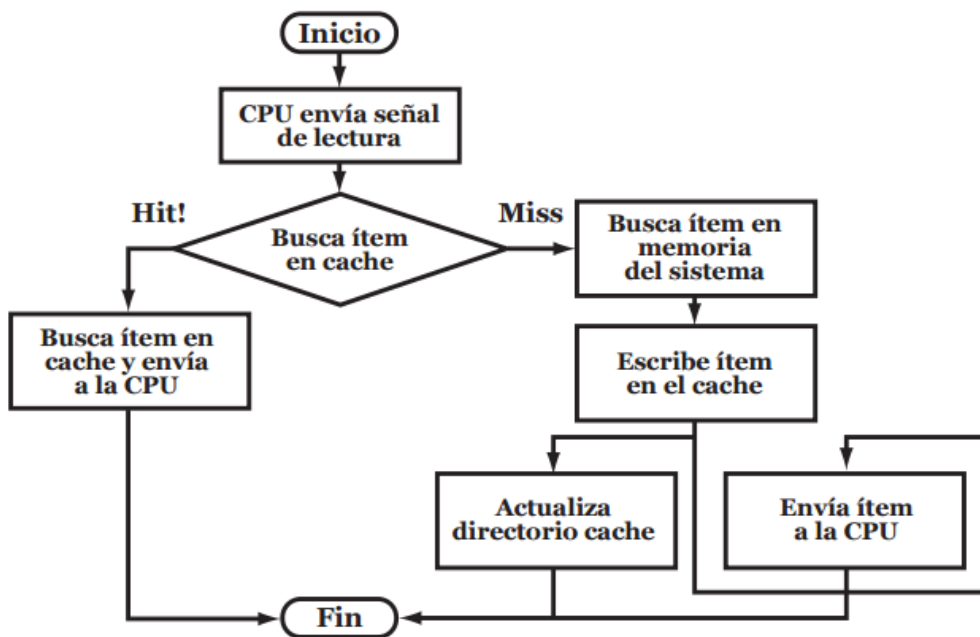 Inicio
CPU envía señal
de lectura
Hit!
Miss
Busca ítem
en cache
Busca ítem en
memoria
del sistema
Busca ítem en
cache y envía
a la CPU
Escribe ítem
en el cache
Actualiza
directorio cache
Envía ítem
a la CPU
Fin